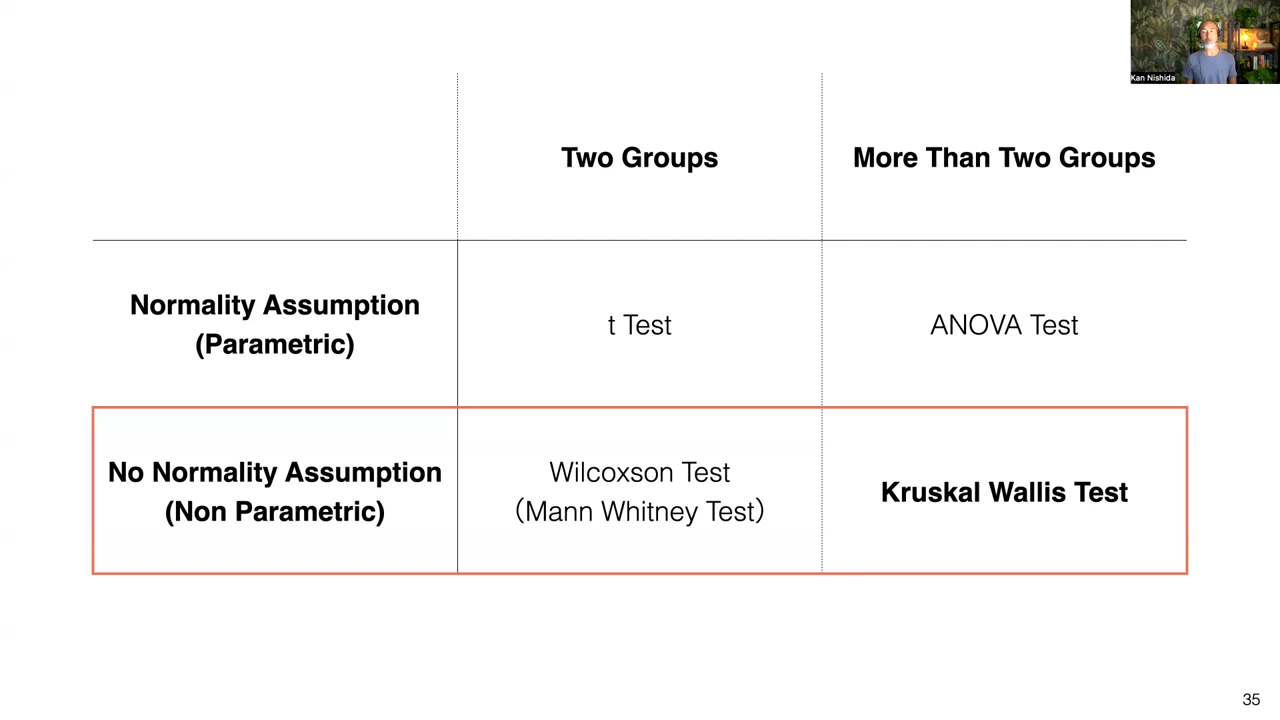 Kan Nishida
Two Groups
More Than Two Groups
Normality Assumption
(Parametric)
t Test
ANOVA Test
No Normality Assumption
(Non Parametric)
Wilcoxson Test
（Mann Whitney Test）
Kruskal Wallis Test
35